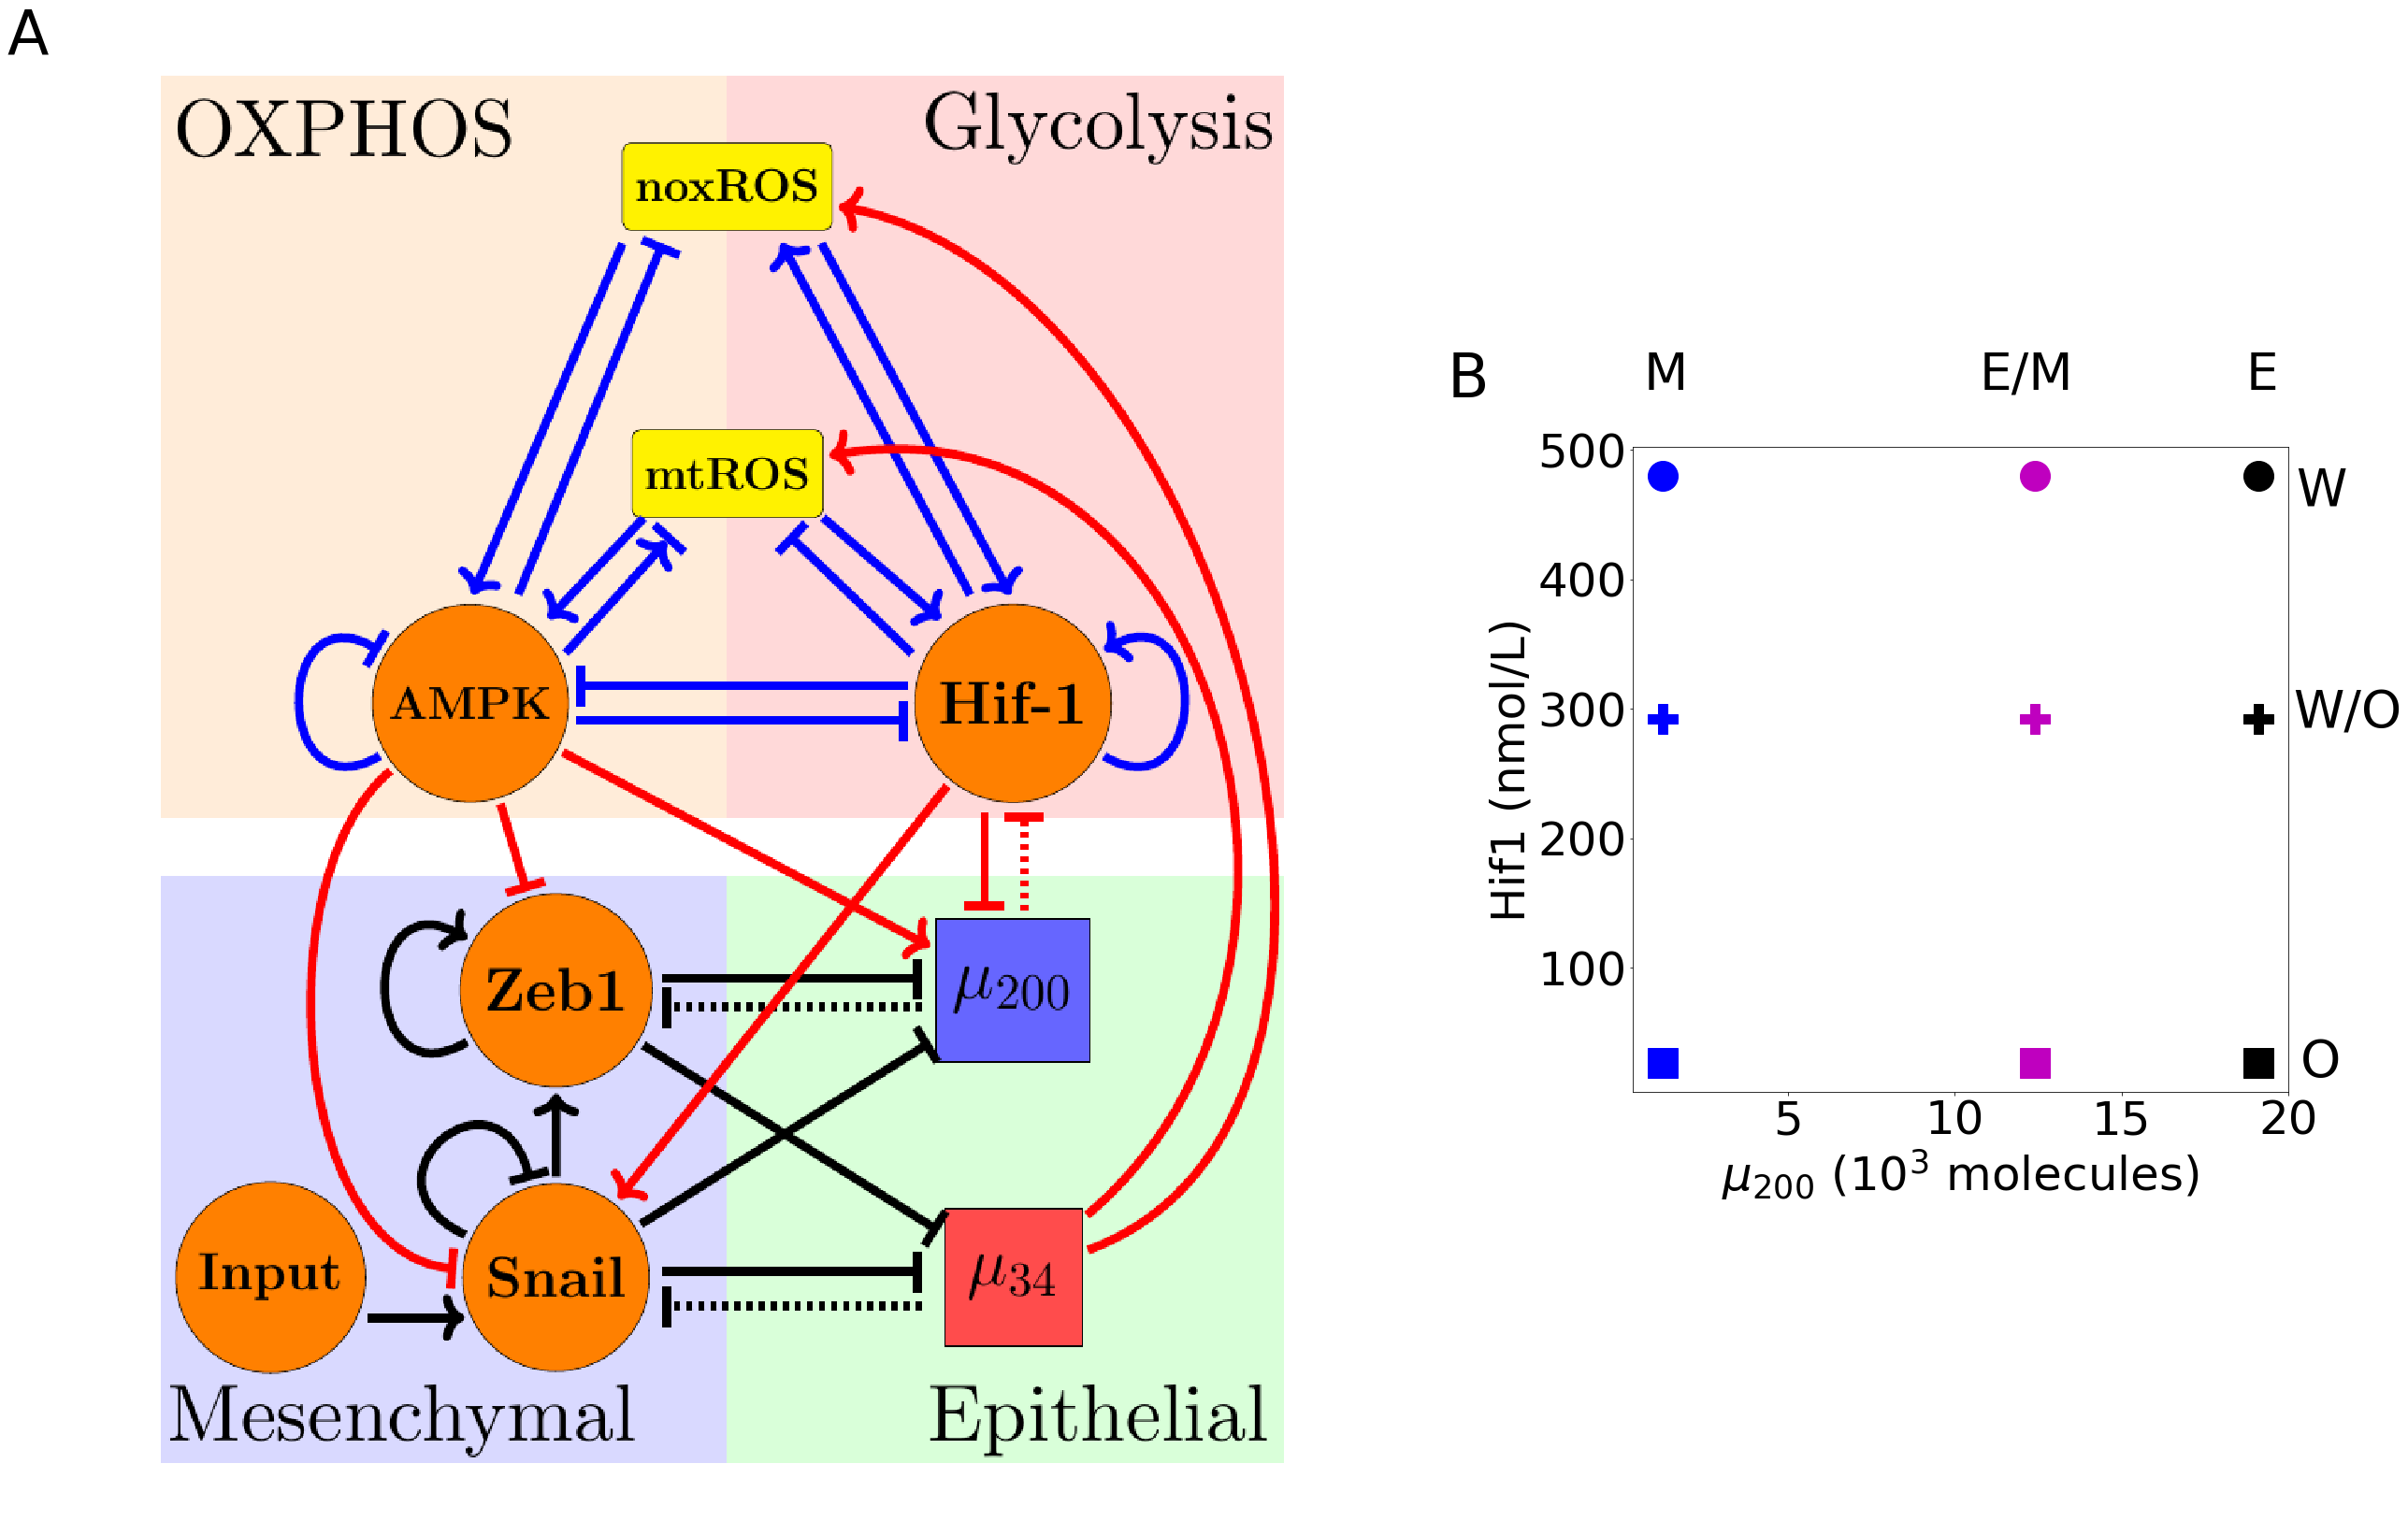 A
OXPHOS
Glycolysis
noxROS
mtROS
AMPK
Hif-1
Zeb1
μ200
Input
Snail
μ34
Mesenchymal
Epithelial
B
M E/M E
500
400
300
200
100
W
W/O
O
Hif1 (nmol/L)
5 10 15 20
μ200 (10³ molecules)